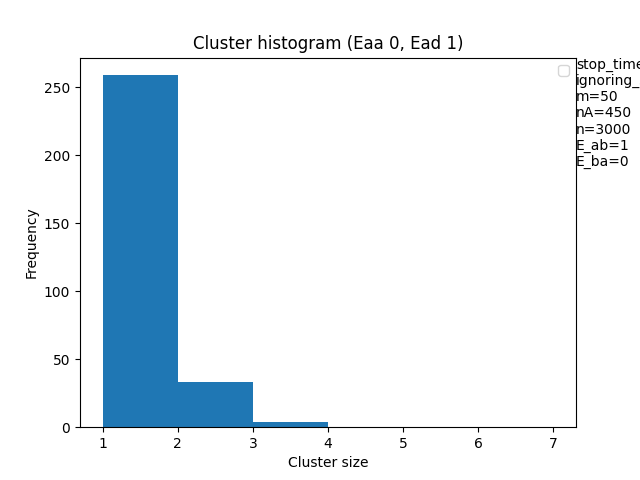 Cluster histogram (Eaa 0, Ead 1)
stop_time
ignoring_
m=50
nA=450
n=3000
E_ab=1
E_ba=0
Frequency
250
200
150
100
50
0
1 2 3 4 5 6 7
Cluster size